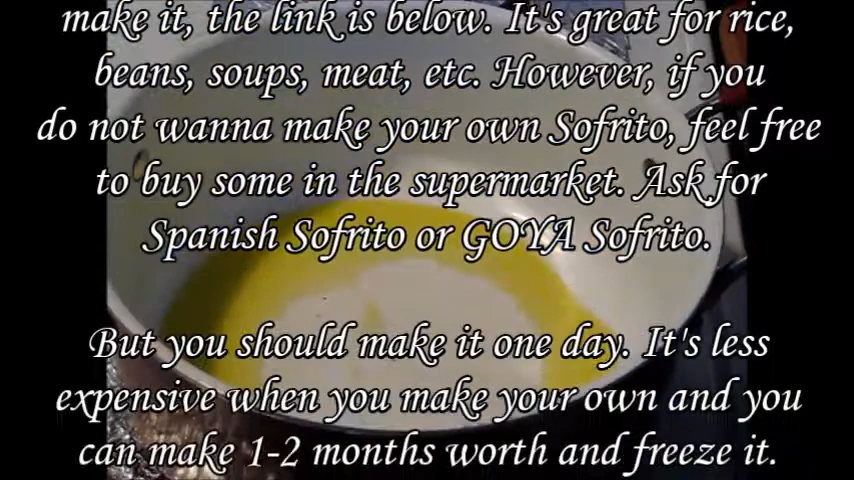 make it, the link is below. It's great for rice,
beans, soups, meat, etc. However, if you
do not wanna make your own Sofrito, feel free
to buy some in the supermarket. Ask for
Spanish Sofrito or GOYA Sofrito.
But you should make it one day. It's less
expensive when you make your own and you
can make 1-2 months worth and freeze it.